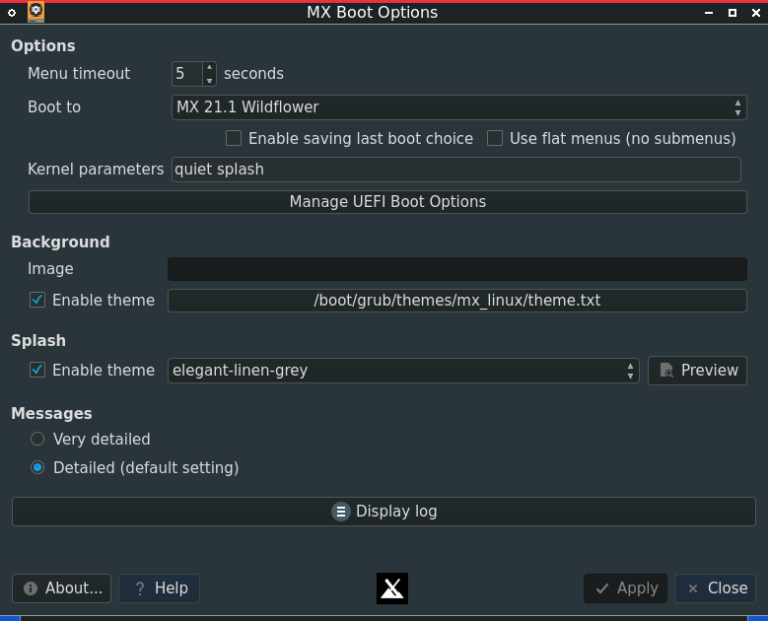 MX Boot Options
Options
Menu timeout 5 seconds
Boot to MX 21.1 Wildflower
Enable saving last boot choice Use flat menus (no submenus)
Kernel parameters quiet splash
Manage UEFI Boot Options
Background
Image
Enable theme /boot/grub/themes/mx_linux/theme.txt
Splash
Enable theme elegant-linen-grey Preview
Messages
Very detailed
Detailed (default setting)
Display log
About... ? Help Apply Close